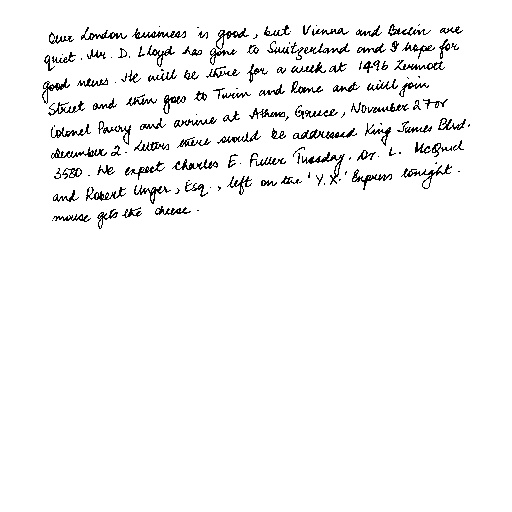 Our London business is good, but Vienna and Berlin are
quiet. Mr. D. Lloyd has gone to Switzerland and I hope for
good news. He will be there for a week at 1496 Zermott
Street and then goes to Turin and Rome and will join
Colonel Parry and arrive at Athens, Greece, November 27 or
December 2. Letters there should be addressed King James Blvd.
3580. We expect Charles E. Fuller Tuesday. Dr. L. McQuid
and Robert Unger, Esq., left on the 'Y.X.' Express tonight.
mouse gets the cheese.